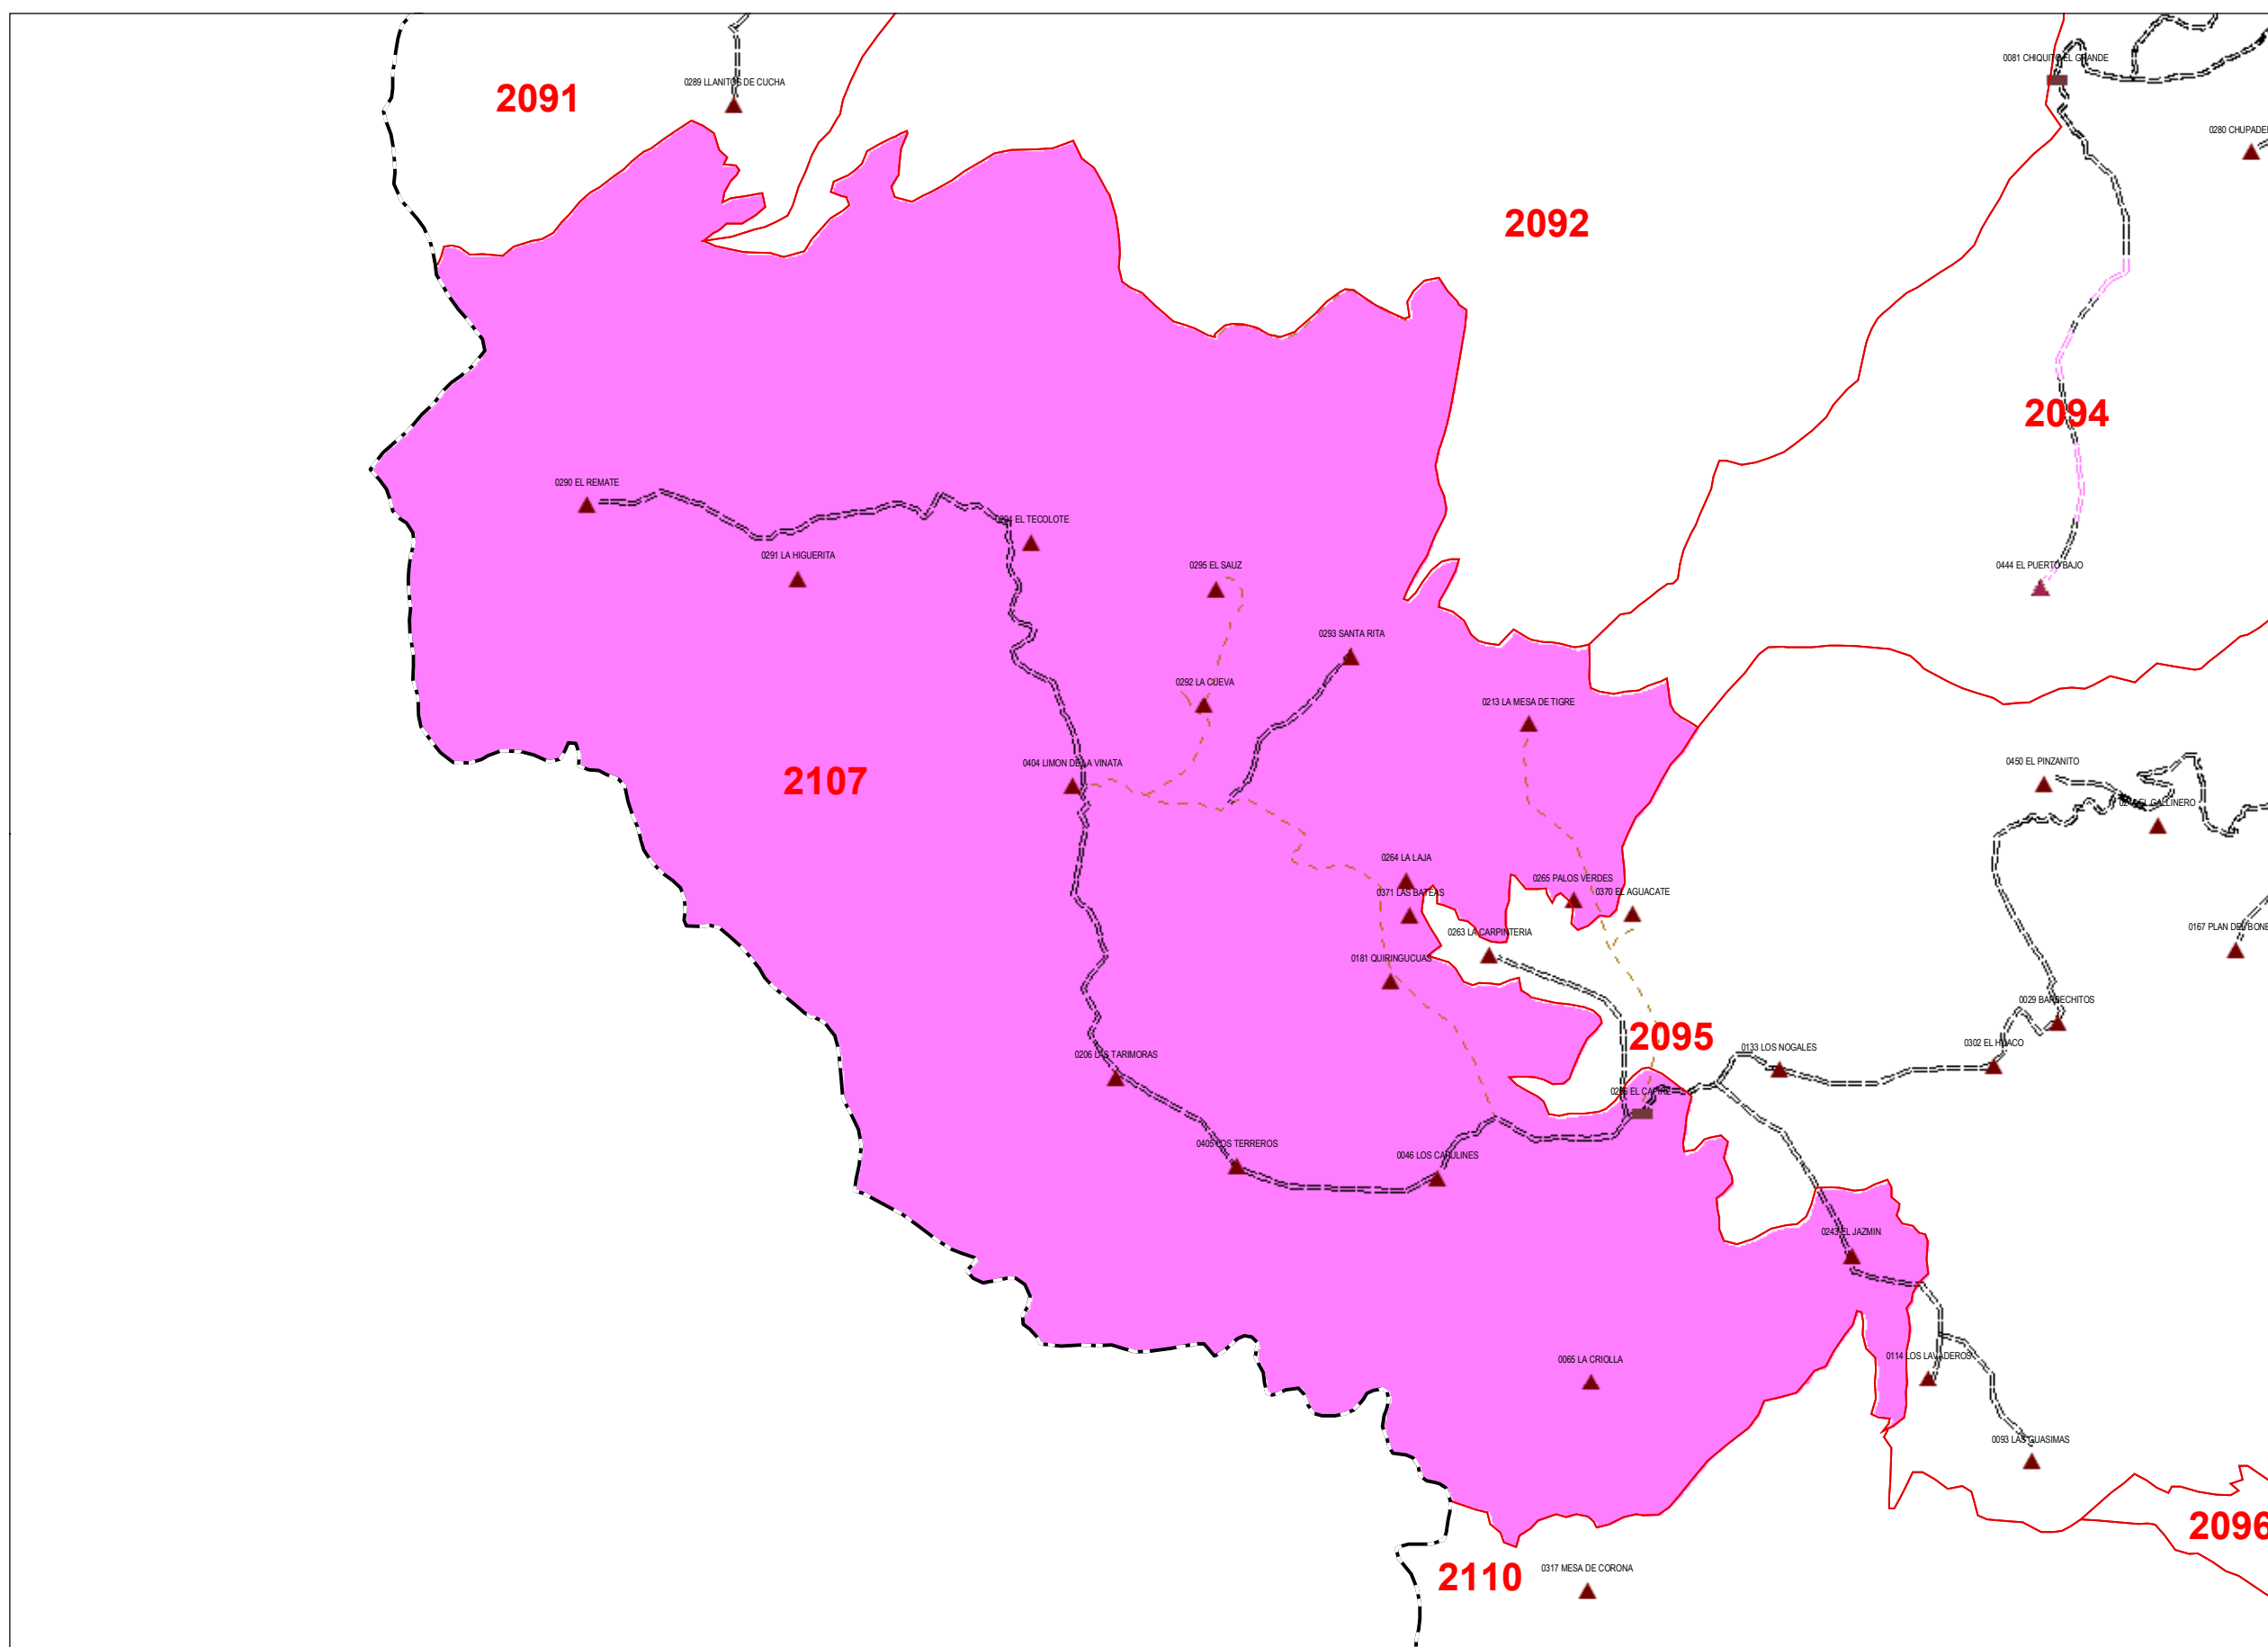 0081 CHIQUITO EL GRANDE
0289 LLANITOS DE CUCHA
2091
0280 CHUPADE
2092
2094
0290 EL REMATE
0294 EL TECOLOTE
0291 LA HIGUERITA
0295 EL SAUZ
0444 EL PUERTO BAJO
0293 SANTA RITA
0292 LA CUEVA
0213 LA MESA DE TIGRE
0404 LIMON DE LA VINATA
2107
0450 EL PINZANITO
EL GALLINERO
0264 LA LAJA
0265 PALOS VERDES
0371 LAS BATEAS
0370 EL AGUACATE
0263 LA CARPINTERIA
0167 PLAN DEL BONE
0181 QUIRINGUCUAS
0029 BARBECHITOS
2095
0302 EL HUACO
0133 LOS NOGALES
0206 LAS TARIMORAS
EL CAPIRE
0405 LOS TERREROS
0046 LOS CAPULINES
0243 EL JAZMIN
0065 LA CRIOLLA
0114 LOS LAVADEROS
0093 LAS GUASIMAS
2096
0317 MESA DE CORONA
2110